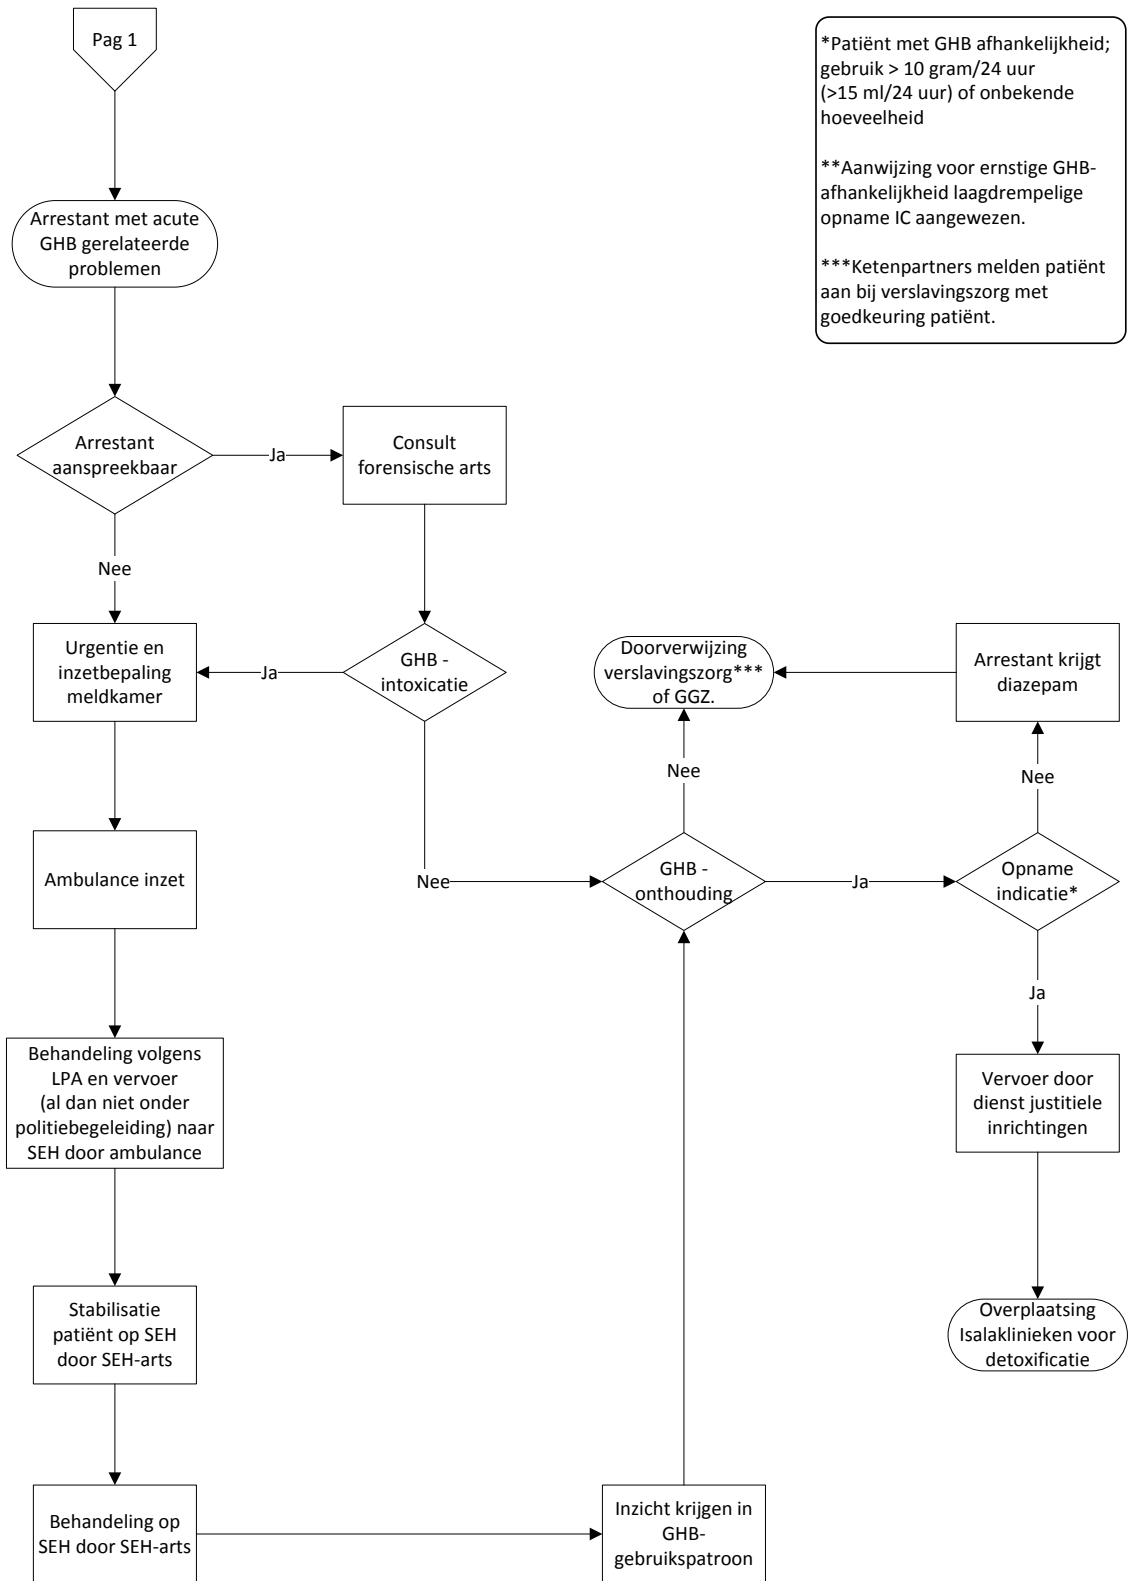 Pag 1
*Patiënt met GHB afhankelijkheid;
gebruik > 10 gram/24 uur
(>15 ml/24 uur) of onbekende
hoeveelheid
**Aanwijzing voor ernstige GHB-
afhankelijkheid laagdrempelige
opname IC aangewezen.
***Ketenpartners melden patiënt
aan bij verslavingszorg met
goedkeuring patiënt.
Arrestant met acute
GHB gerelateerde
problemen
Arrestant
aanspreekbaar
Ja
Consult
forensische arts
Nee
Urgentie en
inzetbepaling
meldkamer
Ja
GHB -
intoxicatie
Doorverwijzing
verslavingszorg***
of GGZ.
Arrestant krijgt
diazepam
Nee
Nee
Ambulance inzet
Nee
GHB -
onthouding
Ja
Opname
indicatie*
Ja
Behandeling volgens
LPA en vervoer
(al dan niet onder
politiebegeleiding) naar
SEH door ambulance
Vervoer door
dienst justitiele
inrichtingen
Stabilisatie
patiënt op SEH
door SEH-arts
Overplaatsing
Isalaklinieken voor
detoxificatie
Behandeling op
SEH door SEH-arts
Inzicht krijgen in
GHB-
gebruikspatroon